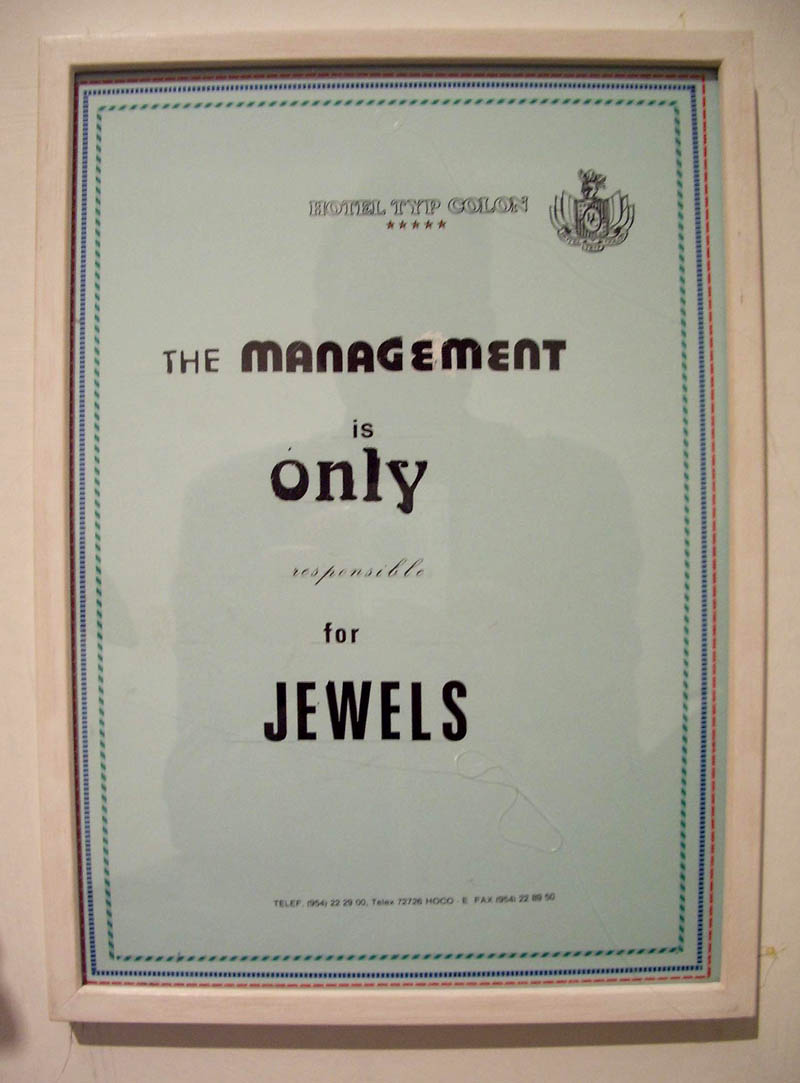 HOTEL TYP COLON
THE MANAGEMENT
is
only
responsible
for
JEWELS
TELEF. (954) 22 29 00, Telex 72726 HOCO - E FAX (954) 22 89 50